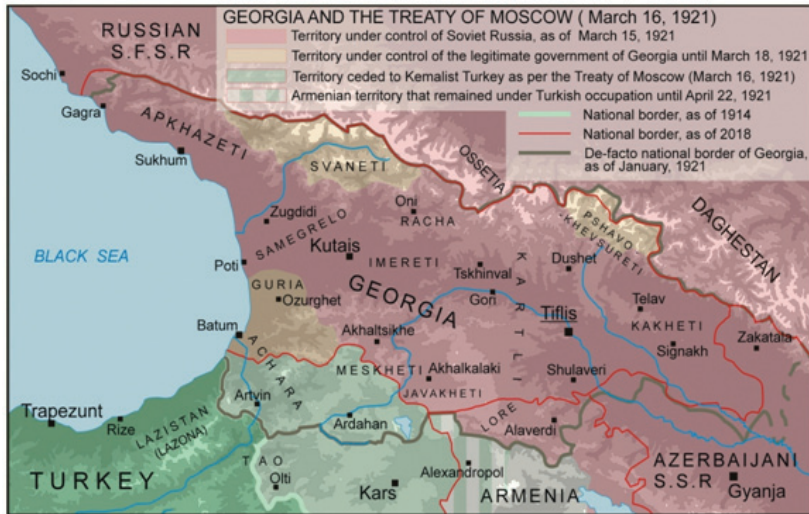 GEORGIA AND THE TREATY OF MOSCOW ( March 16, 1921)
Territory under control of Soviet Russia, as of March 15, 1921
Territory under control of the legitimate government of Georgia until March 18, 1921
Territory ceded to Kemalist Turkey as per the Treaty of Moscow (March 16, 1921)
Armenian territory that remained under Turkish occupation until April 22, 1921
National border, as of 1914
National border, as of 2018
De-facto national border of Georgia,
as of January, 1921
RUSSIAN
S.F.S.R
Sochi
Gagra
APKHAZETI
Sukhum
SVANETI
OSSETIA
Oni
RACHA
PSHAVO
-KHEVSURETI
DAGHESTAN
Zugdidi
SAMEGRELO
Kutais
IMERETI
Tskhinval
KARTLI
Dushet
BLACK SEA
Poti
GURIA
Ozurghet
GEORGIA
Gori
Tiflis
Telav
KAKHETI
Signakh
Zakatala
Batum
ACHARA
Akhaltsikhe
MESKHETI
Akhalkalaki
JAVAKHETI
Shulaveri
Artvin
Ardahan
LORE
Alaverdi
Trapezunt
Rize
LAZISTAN
(LAZONA)
TURKEY
TAO
Olti
Kars
Alexandropol
ARMENIA
AZERBAIJANI
S.S.R
Gyanja